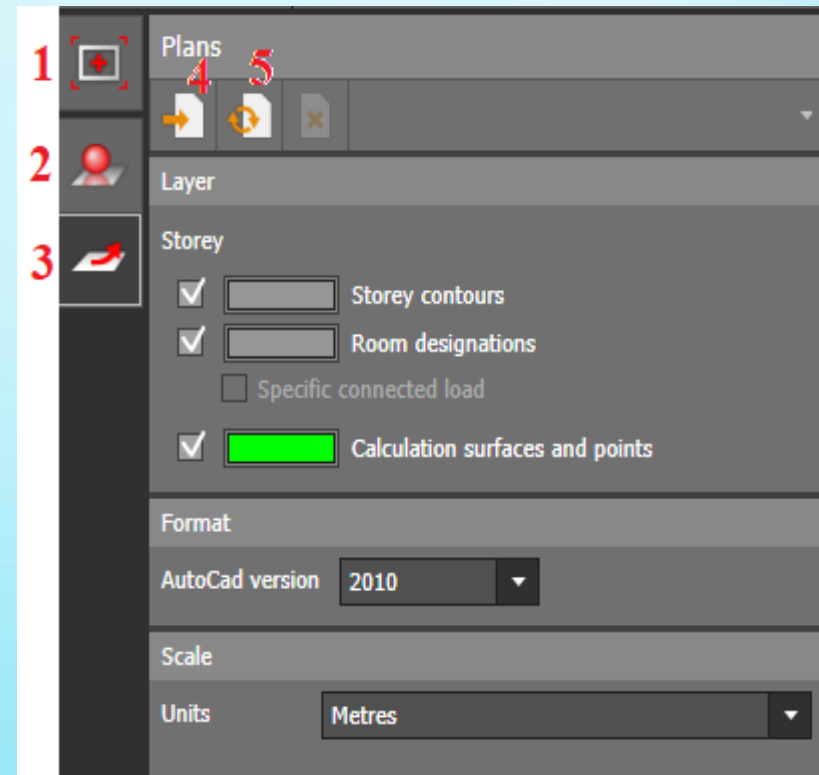 1
Plans
4 5
2
Layer
Storey
3
Storey contours
Room designations
Specific connected load
Calculation surfaces and points
Format
AutoCad version 2010
Scale
Units Metres